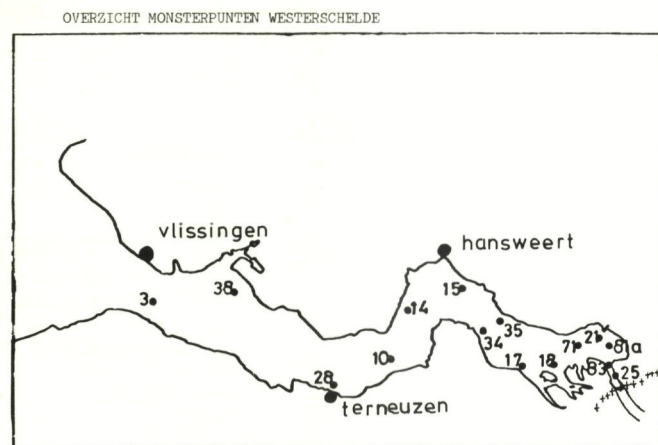 OVERZICHT MONSTERPUNTEN WESTERSCHELDE
vlissingen
hansweert
38
15
3
14
35
34
21
71
81a
10
17
18
83
25
28
terneuzen